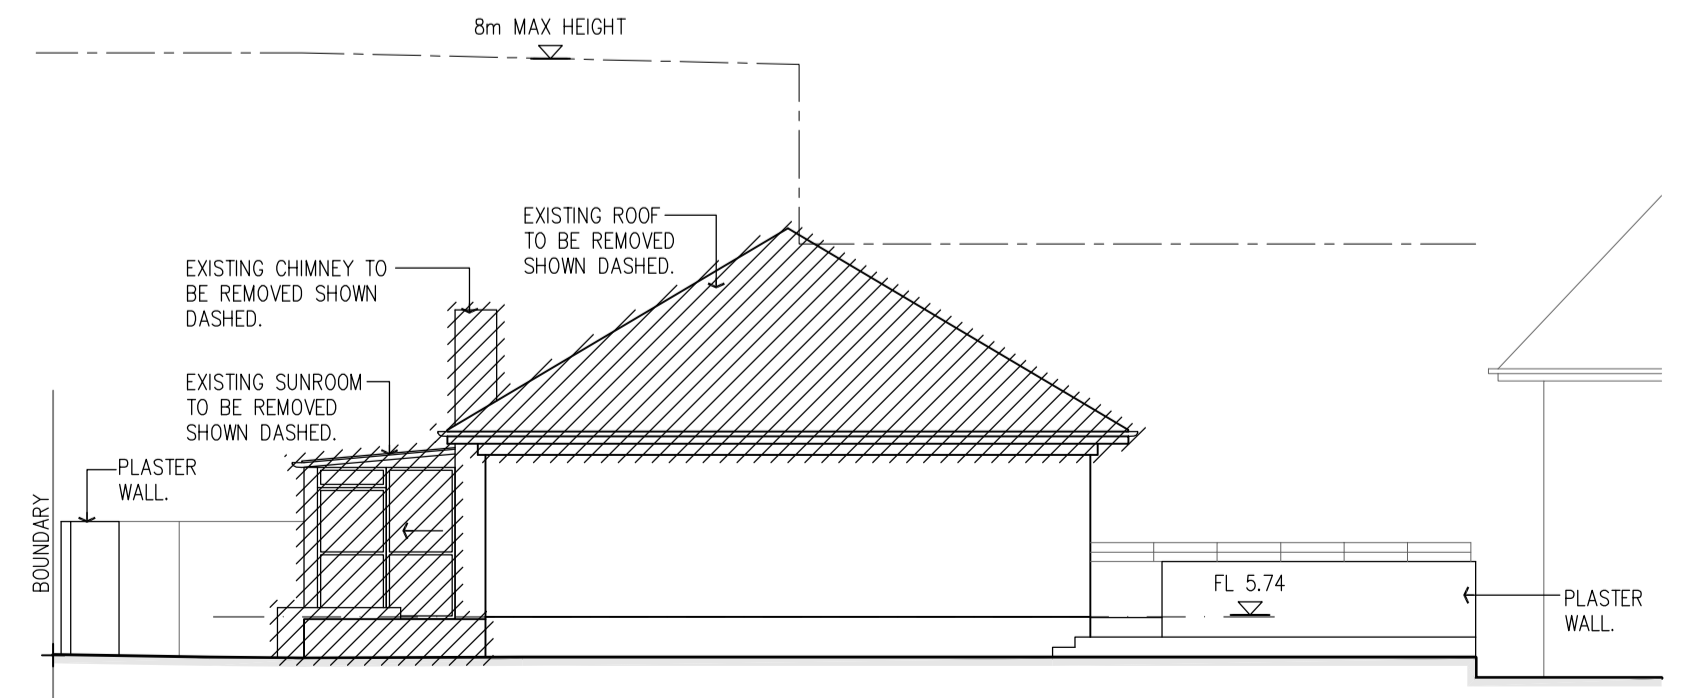 8m MAX HEIGHT
EXISTING ROOF
TO BE REMOVED
SHOWN DASHED.
EXISTING CHIMNEY TO
BE REMOVED SHOWN
DASHED.
EXISTING SUNROOM
TO BE REMOVED
SHOWN DASHED.
PLASTER
WALL.
BOUNDARY
FL 5.74
PLASTER
WALL.